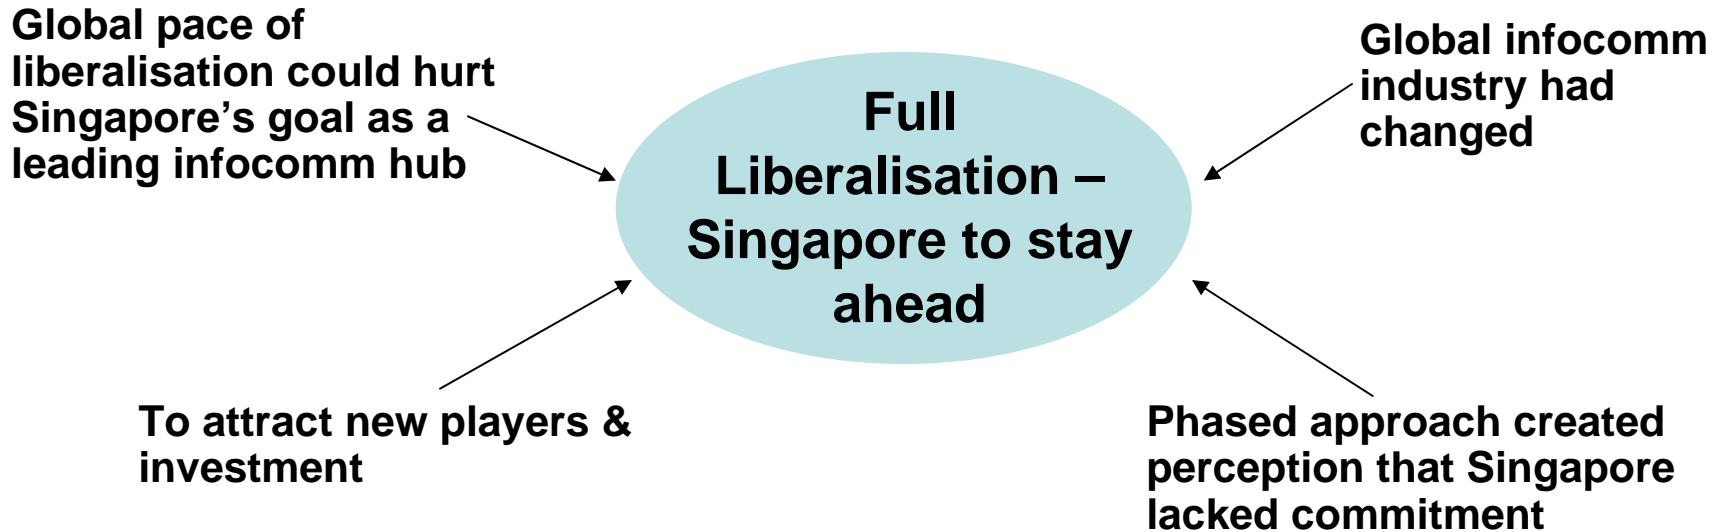 Global pace of
liberalisation could hurt
Singapore’s goal as a
leading infocomm hub
Full
Liberalisation –
Singapore to stay
ahead
Global infocomm
industry had
changed
To attract new players &
investment
Phased approach created
perception that Singapore
lacked commitment